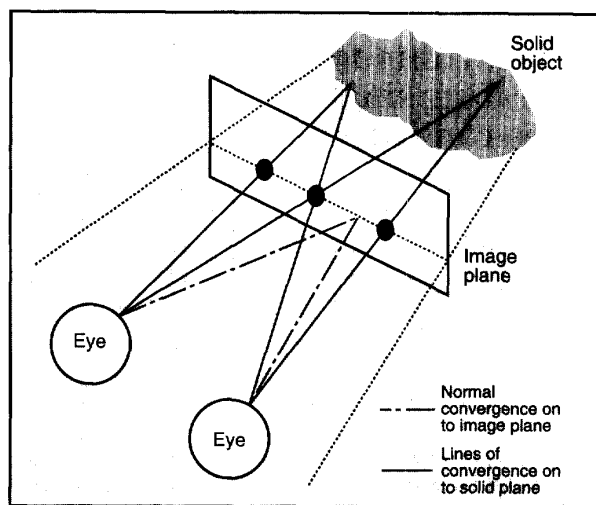 Solid
object
Image
plane
Eye
Eye
Normal
convergence on
to image plane
Lines of
convergence on
to solid plane